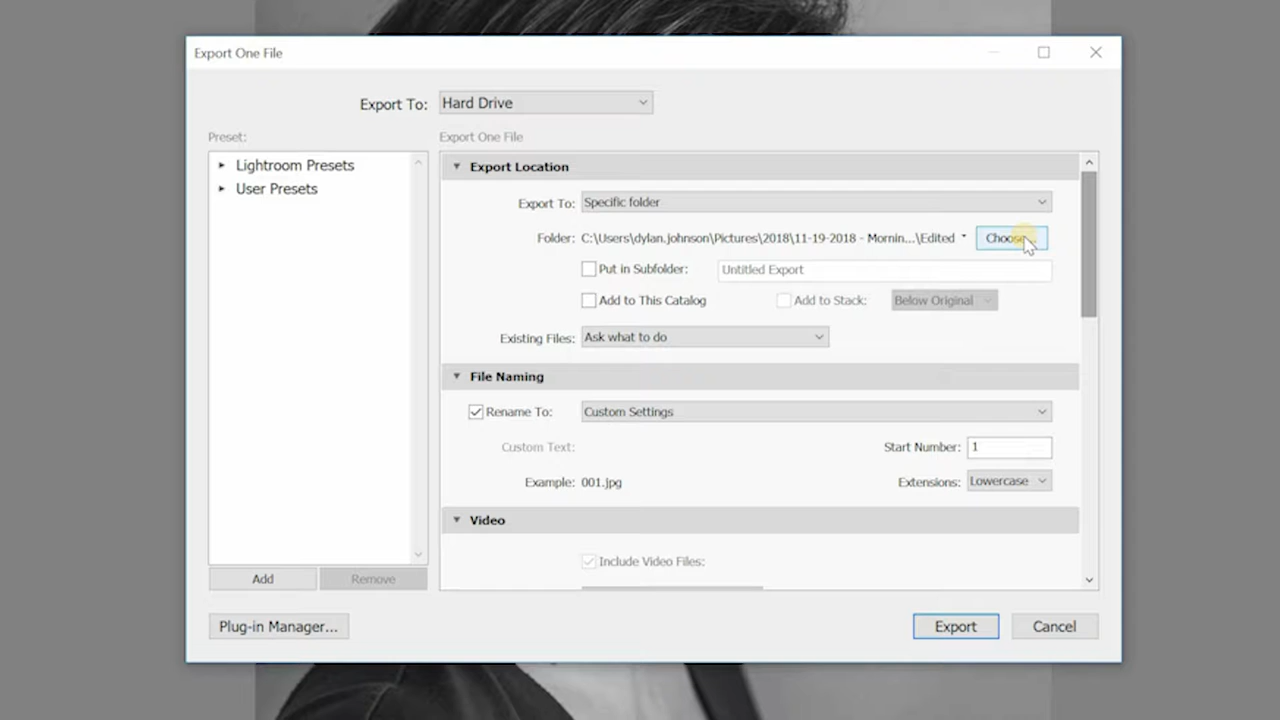 Export One File
Export To: Hard Drive
Preset:
Lightroom Presets
User Presets
Add Remove
Export One File
Export Location
Export To: Specific folder
Folder: C:\Users\dylan.johnson\Pictures\2018\11-19-2018 - Mornin...\Edited Choose...
Put in Subfolder: Untitled Export
Add to This Catalog Add to Stack: Below Original
Existing Files: Ask what to do
File Naming
Rename To: Custom Settings
Custom Text: Start Number: 1
Example: 001.jpg Extensions: Lowercase
Video
Include Video Files:
Plug-in Manager... Export Cancel